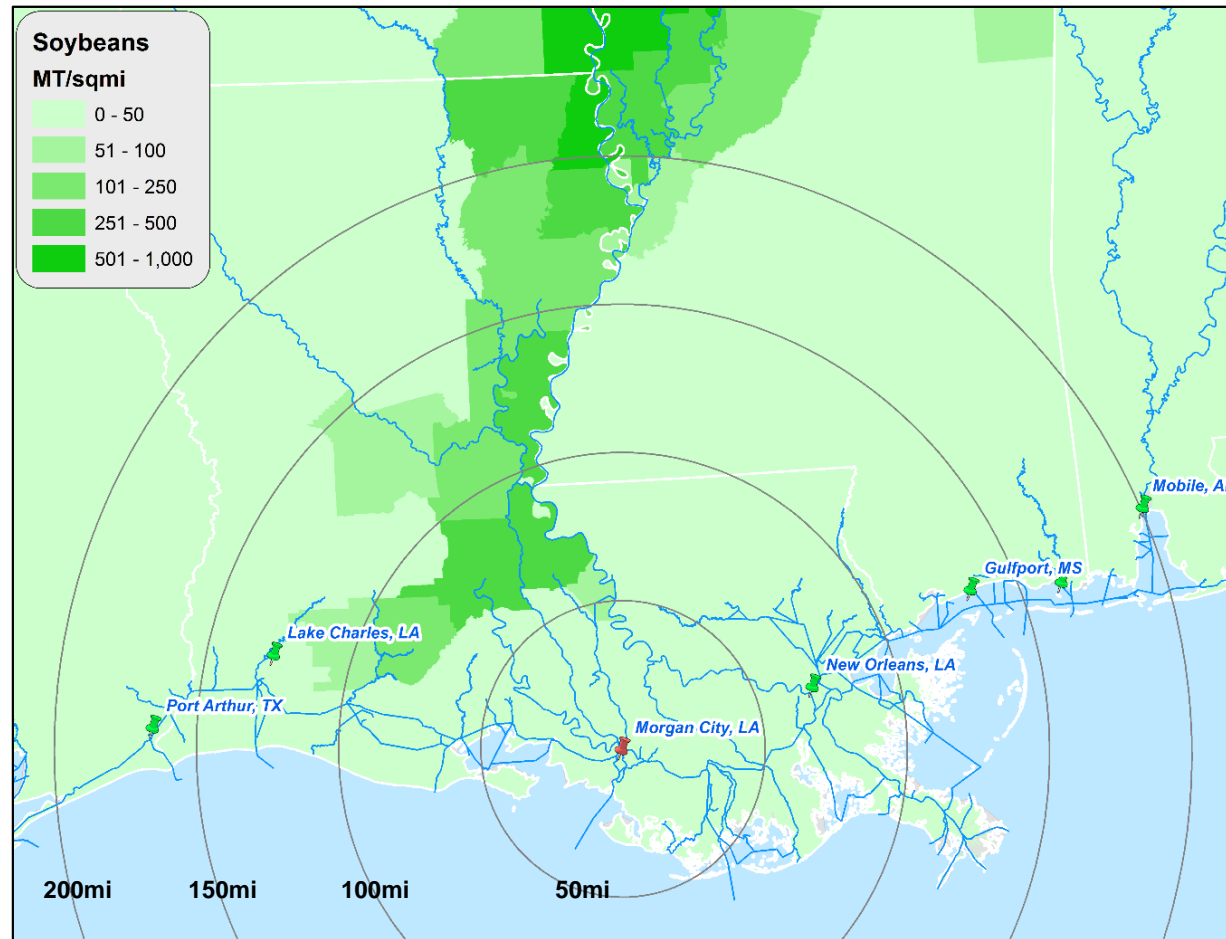 Soybeans
MT/sqmi
0 - 50
51 - 100
101 - 250
251 - 500
501 - 1,000
Mobile, A
Gulfport, MS
Lake Charles, LA
New Orleans, LA
Port Arthur, TX
Morgan City, LA
200mi
150mi
100mi
50mi